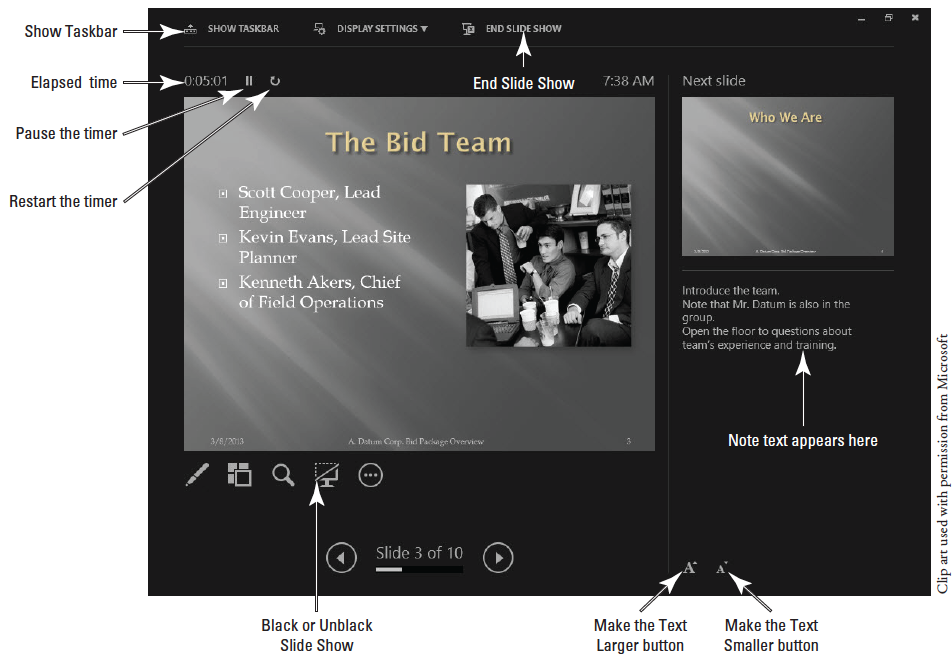 Show Taskbar
SHOW TASKBAR
DISPLAY SETTINGS ▼
END SLIDE SHOW
Elapsed time
0:05:01
End Slide Show
7:38 AM
Next slide
Pause the timer
Restart the timer
The Bid Team
Scott Cooper, Lead
Engineer
Kevin Evans, Lead Site
Planner
Kenneth Akers, Chief
of Field Operations
3/8/2013
A. Datum Corp. Bid Package Overview
3
Who We Are
A. Datum Corp. Bid Package Overview
Introduce the team.
Note that Mr. Datum is also in the
group.
Open the floor to questions about
team's experience and training.
Note text appears here
Slide 3 of 10
A
A
Black or Unblack
Slide Show
Make the Text
Larger button
Make the Text
Smaller button
Clip art used with permission from Microsoft